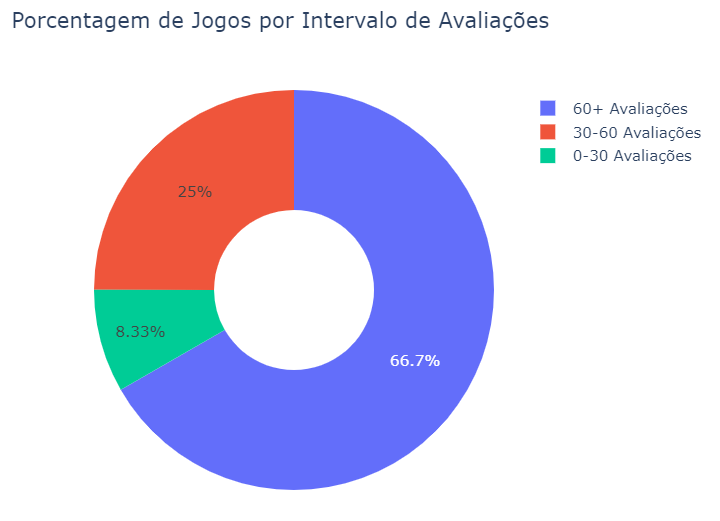 Porcentagem de Jogos por Intervalo de Avaliações
60+ Avaliações
30-60 Avaliações
0-30 Avaliações
25%
8.33%
66.7%